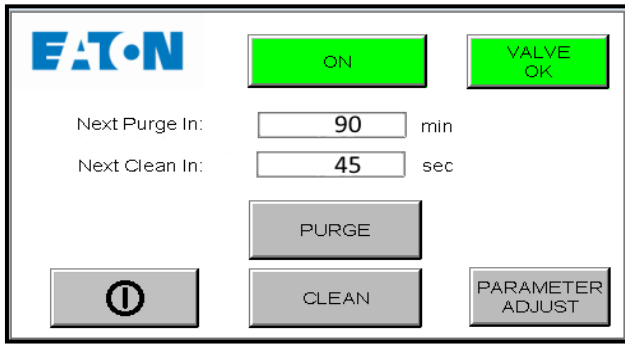 EATON
ON
VALVE
OK
Next Purge In: 90 min
Next Clean In: 45 sec
PURGE
CLEAN
PARAMETER
ADJUST